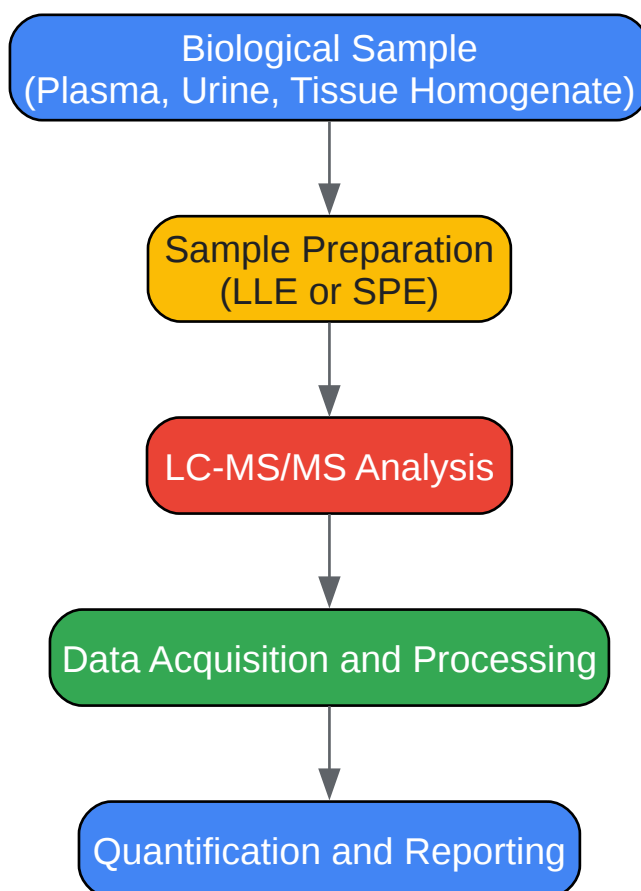 Biological Sample
(Plasma, Urine, Tissue Homogenate)
Sample Preparation
(LLE or SPE)
LC-MS/MS Analysis
Data Acquisition and Processing
Quantification and Reporting